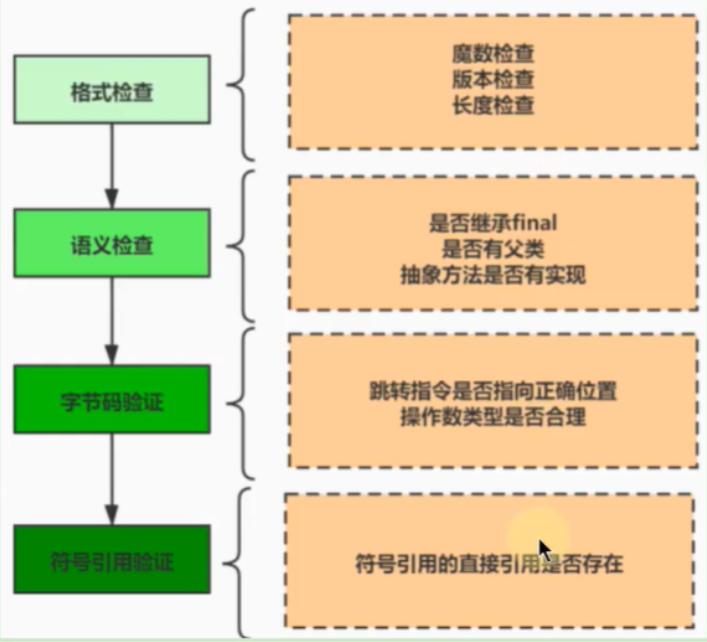 格式检查
魔数检查
版本检查
长度检查
语义检查
是否继承final
是否有父类
抽象方法是否有实现
字节码验证
跳转指令是否指向正确位置
操作数类型是否合理
符号引用验证
符号引用的直接引用是否存在